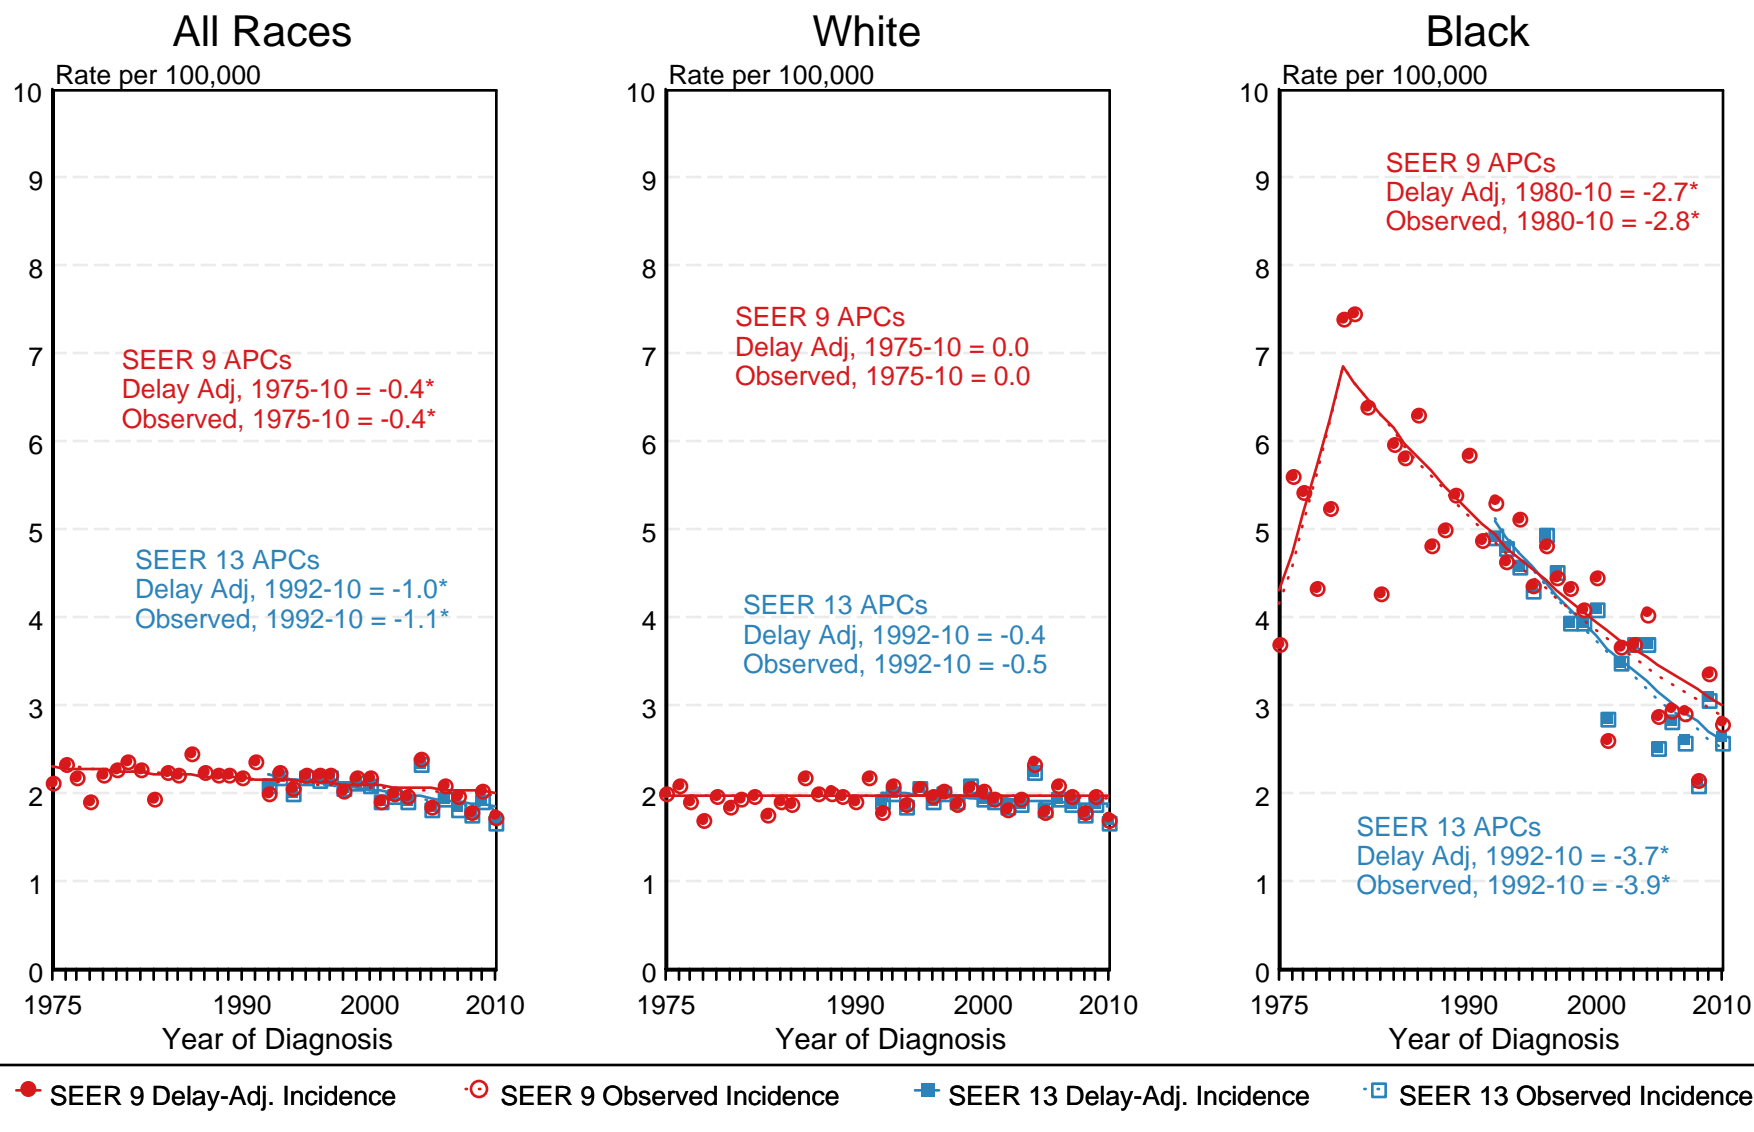 All Races
Rate per 100,000
10
9
8
7
6
5
4
3
2
1
0
SEER 9 APCs
Delay Adj, 1975-10 = -0.4*
Observed, 1975-10 = -0.4*
SEER 13 APCs
Delay Adj, 1992-10 = -1.0*
Observed, 1992-10 = -1.1*
1975 1990 2000 2010
Year of Diagnosis
White
Rate per 100,000
10
9
8
7
6
5
4
3
2
1
0
SEER 9 APCs
Delay Adj, 1975-10 = 0.0
Observed, 1975-10 = 0.0
SEER 13 APCs
Delay Adj, 1992-10 = -0.4
Observed, 1992-10 = -0.5
1975 1990 2000 2010
Year of Diagnosis
Black
Rate per 100,000
10
9
8
7
6
5
4
3
2
1
0
SEER 9 APCs
Delay Adj, 1980-10 = -2.7*
Observed, 1980-10 = -2.8*
SEER 13 APCs
Delay Adj, 1992-10 = -3.7*
Observed, 1992-10 = -3.9*
1975 1990 2000 2010
Year of Diagnosis
SEER 9 Delay-Adj. Incidence SEER 9 Observed Incidence SEER 13 Delay-Adj. Incidence SEER 13 Observed Incidence